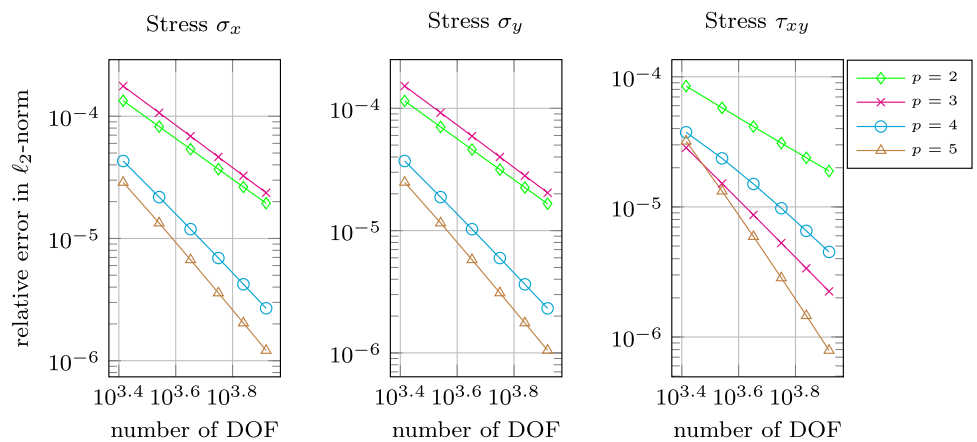 Stress σₓ
Stress σ_y
Stress τ_xy
relative error in ℓ₂-norm
10⁻⁴
10⁻⁵
10⁻⁶
10^3.4 10^3.6 10^3.8
number of DOF
10⁻⁴
10⁻⁵
10⁻⁶
10^3.4 10^3.6 10^3.8
number of DOF
10⁻⁴
10⁻⁵
10⁻⁶
10^3.4 10^3.6 10^3.8
number of DOF
p = 2
p = 3
p = 4
p = 5